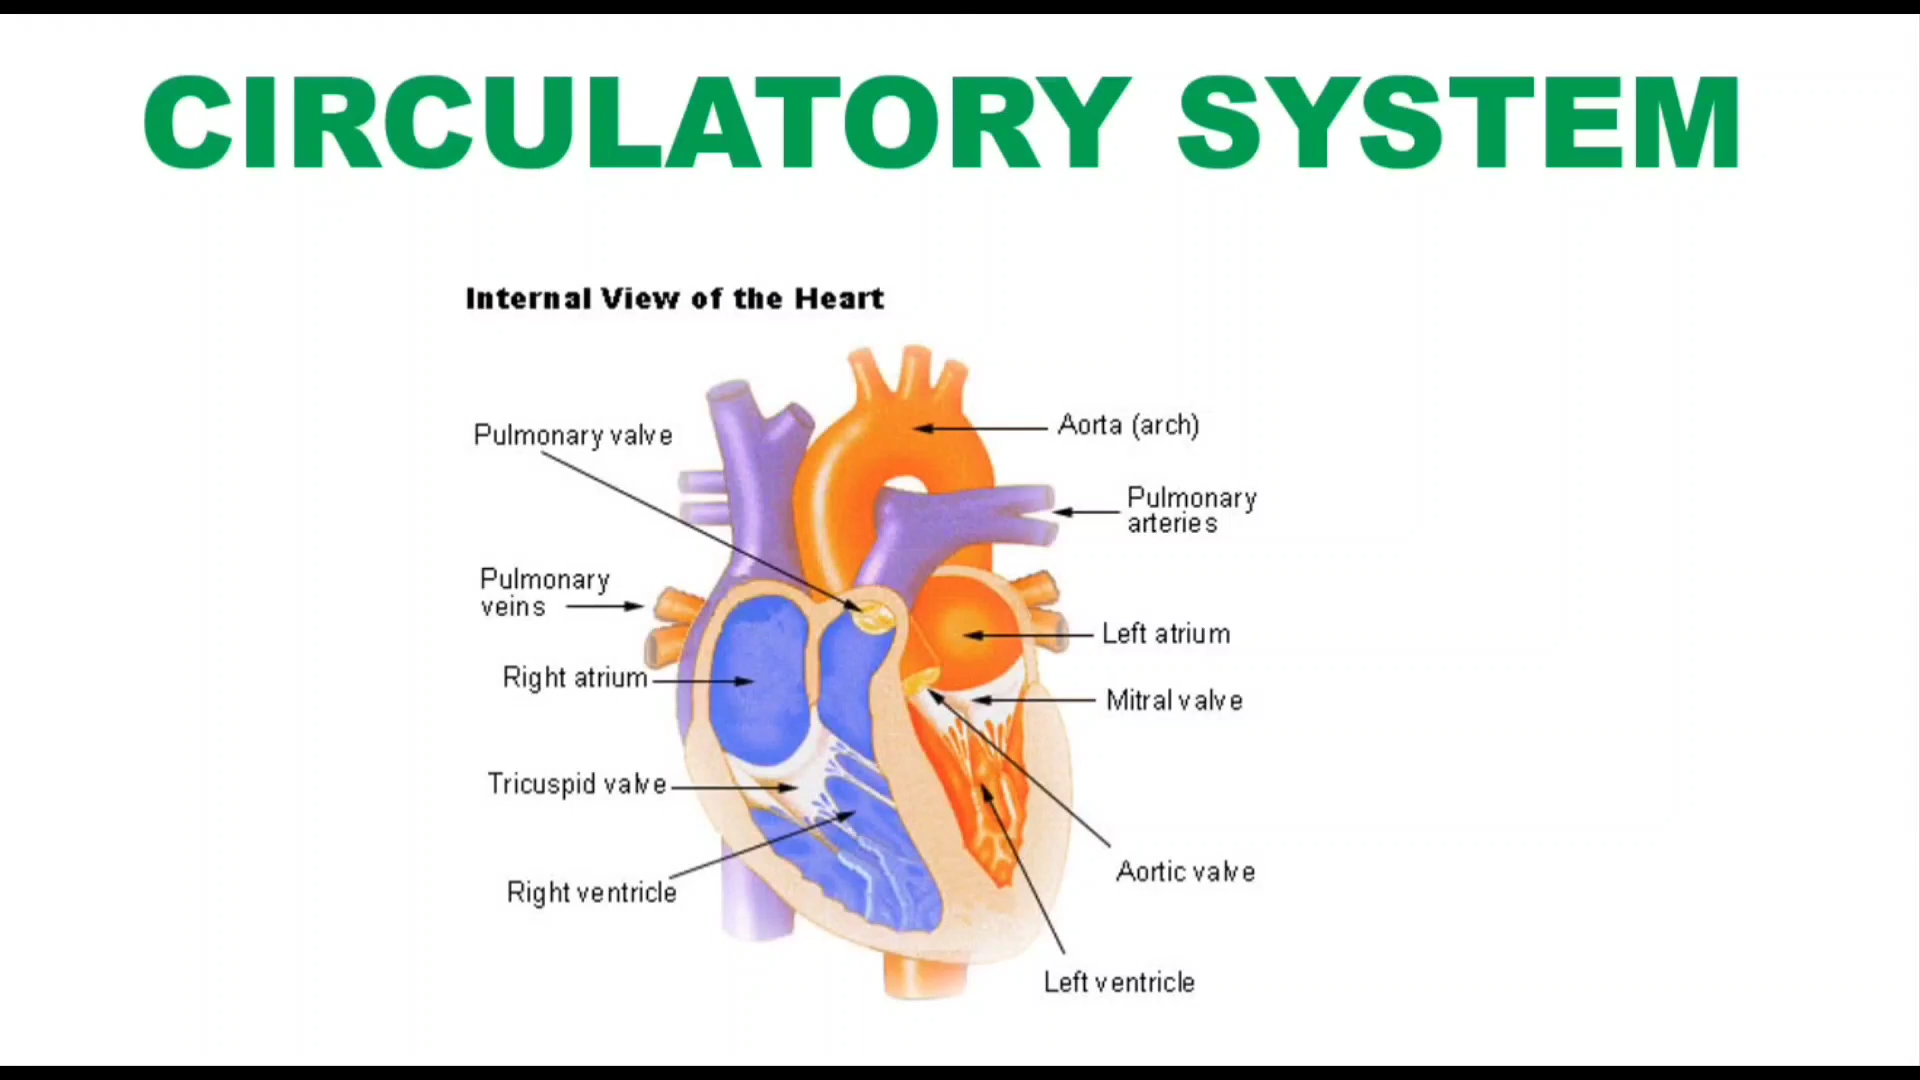 CIRCULATORY SYSTEM
Internal View of the Heart
Pulmonary valve
Aorta (arch)
Pulmonary
arteries
Pulmonary
veins
Left atrium
Right atrium
Mitral valve
Tricuspid valve
Aortic valve
Right ventricle
Left ventricle